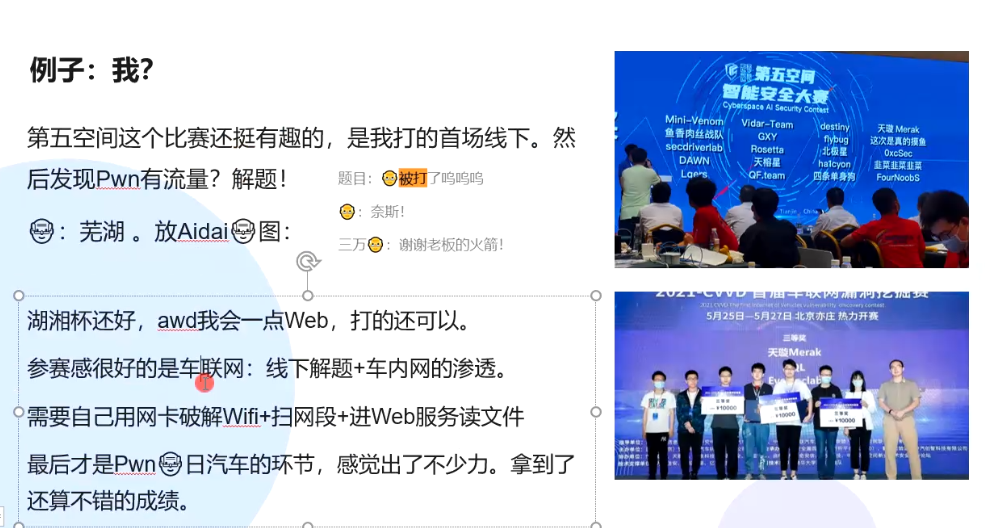 例子：我？
第五空间这个比赛还挺有趣的，是我打的首场线下。然
后发现Pwn有流量？解题！
题目：被打了呜呜呜
：奈斯！
：芜湖 。放Aidai图：
三万：谢谢老板的火箭！
湖湘杯还好，awd我会一点Web，打的还可以。
参赛感很好的是车联网：线下解题+车内网的渗透。
需要自己用网卡破解Wifi+扫网段+进Web服务读文件
最后才是Pwn日汽车的环节，感觉出了不少力。拿到了
还算不错的成绩。
第五空间
智能安全大赛
Cyberspace AI Security Contest
Mini-Venom
鱼香肉丝战队
secdriverlab
DAWN
Lqers
Vidar-Team
GXY
Rosetta
天榕星
QF.team
destiny
flybug
北极星
ha1cyon
四条单身狗
天璇 Merak
这次是真的摸鱼
0xcSec
韭菜韭菜韭菜
FourNoobS
2021·CVVD 首届车联网漏洞挖掘赛
5月25日—5月27日·北京亦庄 热力开赛
三等奖
天璇Merak
¥10000
¥10000
¥10000